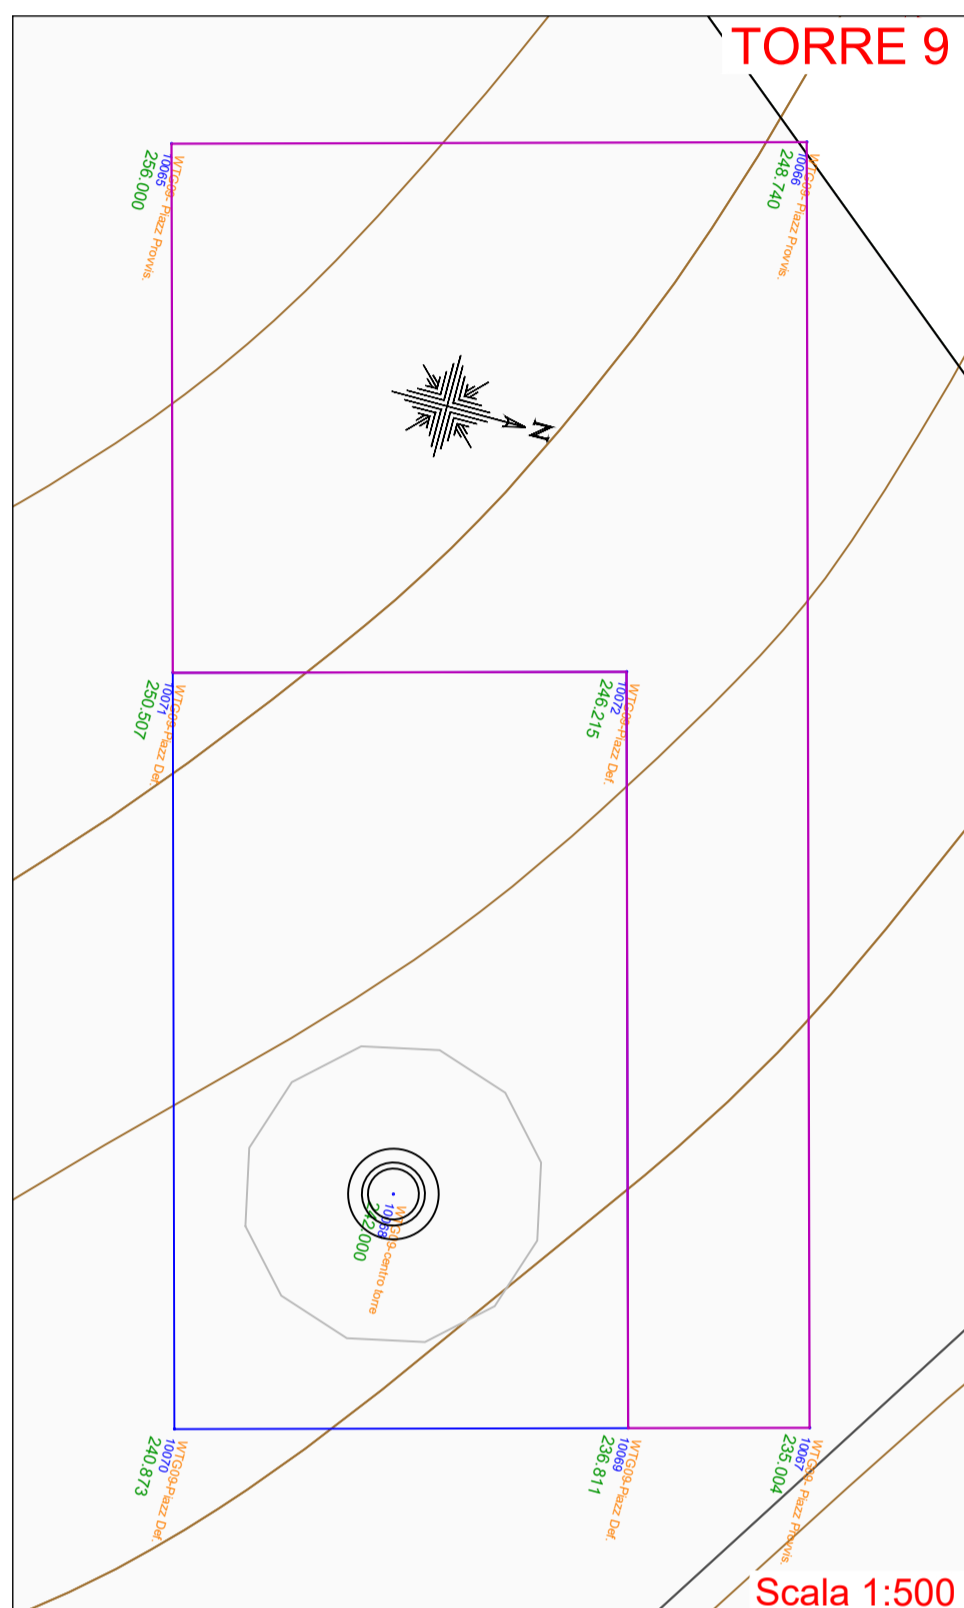 TORRE 9
WTG09- Piazz Provvis.
10065
256.000
WTG09- Piazz Provvis.
10066
248.740
N
WTG09-Piazz Def.
10071
250.507
WTG09-Piazz Def.
10072
246.215
WTG09-centro torre
10068
242.000
WTG09-Piazz Def.
10070
240.873
WTG09-Piazz Def.
10069
236.811
WTG09- Piazz Provvis.
10067
235.004
Scala 1:500